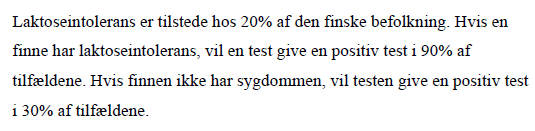 Laktoseintolerans er tilstede hos 20% af den finske befolkning. Hvis en
finne har laktoseintolerans, vil en test give en positiv test i 90% af
tilfældene. Hvis finnen ikke har sygdommen, vil testen give en positiv test
i 30% af tilfældene.